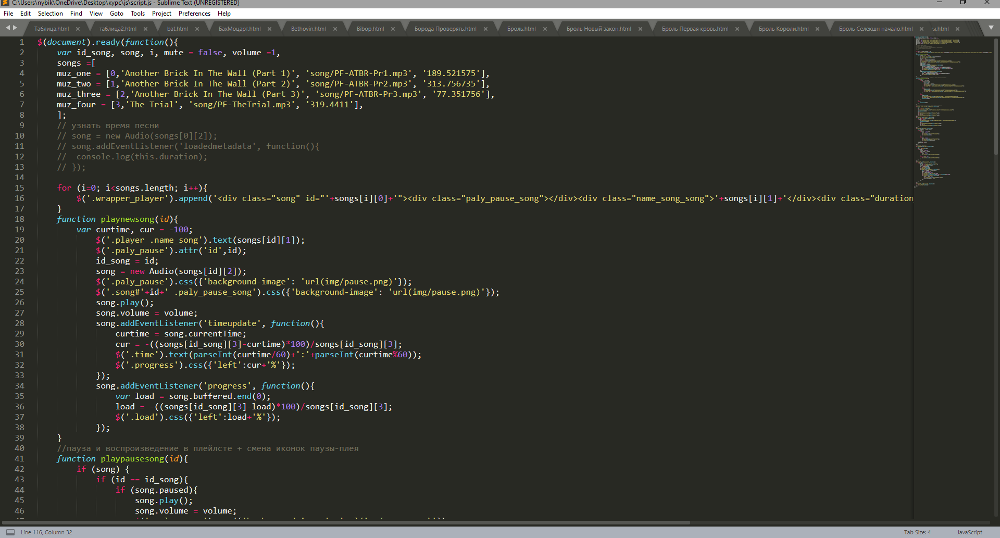 C:\Users\nybik\OneDrive\Desktop\курс\js\script.js - Sublime Text (UNREGISTERED)
File Edit Selection Find View Goto Tools Project Preferences Help
Таблица.html таблица2.html bat.html БахМоцарт.html Bethovin.html Bibop.html Борода Проверять.html Броль.html Броль Новый закон.html Броль Первая кровь.html Броль Короли.html Броль Селекшн начало.html ы.html
1 $(document).ready(function(){
2 var id_song, song, i, mute = false, volume =1,
3 songs =[
4 muz_one = [0,'Another Brick In The Wall (Part 1)', 'song/PF-ATBR-Pr1.mp3', '189.521575'],
5 muz_two = [1,'Another Brick In The Wall (Part 2)', 'song/PF-ATBR-Pr2.mp3', '313.756735'],
6 muz_three = [2,'Another Brick In The Wall (Part 3)', 'song/PF-ATBR-Pr3.mp3', '77.351756'],
7 muz_four = [3,'The Trial', 'song/PF-TheTrial.mp3', '319.4411'],
8 ];
9 // узнать время песни
10 // song = new Audio(songs[0][2]);
11 // song.addEventListener('loadedmetadata', function(){
12 //  console.log(this.duration);
13 // });
14
15 for (i=0; i<songs.length; i++){
16 $('.wrapper_player').append('<div class="song" id="'+songs[i][0]+'"><div class="paly_pause_song"></div><div class="name_song_song">'+songs[i][1]+'</div><div class="duration
17 }
18 function playnewsong(id){
19 var curtime, cur = -100;
20 $('.player .name_song').text(songs[id][1]);
21 $('.paly_pause').attr('id',id);
22 id_song = id;
23 song = new Audio(songs[id][2]);
24 $('.paly_pause').css({'background-image': 'url(img/pause.png)'});
25 $('.song#'+id+' .paly_pause_song').css({'background-image': 'url(img/pause.png)'});
26 song.play();
27 song.volume = volume;
28 song.addEventListener('timeupdate', function(){
29 curtime = song.currentTime;
30 cur = -((songs[id_song][3]-curtime)*100)/songs[id_song][3];
31 $('.time').text(parseInt(curtime/60)+':'+parseInt(curtime%60));
32 $('.progress').css({'left':cur+'%'});
33 });
34 song.addEventListener('progress', function(){
35 var load = song.buffered.end(0);
36 load = -((songs[id_song][3]-load)*100)/songs[id_song][3];
37 $('.load').css({'left':load+'%'});
38 });
39 }
40 //пауза и воспроизведение в плейлсте + смена иконок паузы-плея
41 function playpausesong(id){
42 if (song) {
43 if (id == id_song){
44 if (song.paused){
45 song.play();
46 song.volume = volume;
Line 116, Column 32 Tab Size: 4 JavaScript